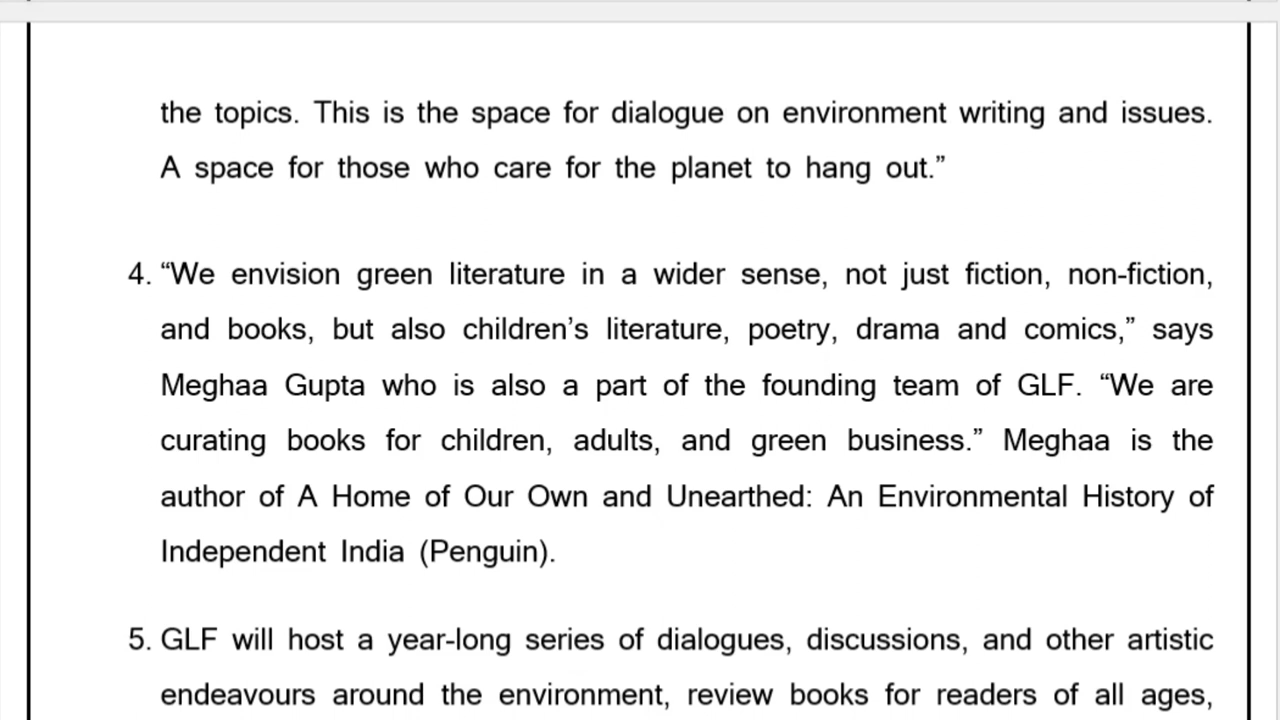 the topics. This is the space for dialogue on environment writing and issues.
A space for those who care for the planet to hang out.”
4. “We envision green literature in a wider sense, not just fiction, non-fiction,
and books, but also children’s literature, poetry, drama and comics,” says
Meghaa Gupta who is also a part of the founding team of GLF. “We are
curating books for children, adults, and green business.” Meghaa is the
author of A Home of Our Own and Unearthed: An Environmental History of
Independent India (Penguin).
5. GLF will host a year-long series of dialogues, discussions, and other artistic
endeavours around the environment, review books for readers of all ages,